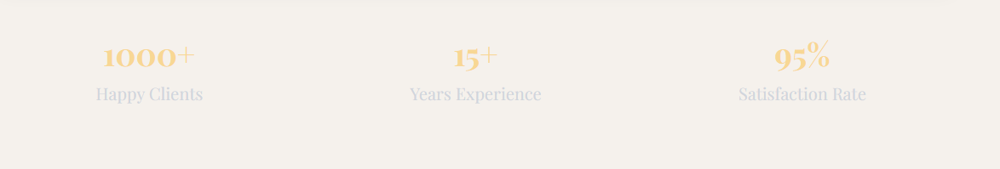 1000+ 15+ 95%
Happy Clients Years Experience Satisfaction Rate